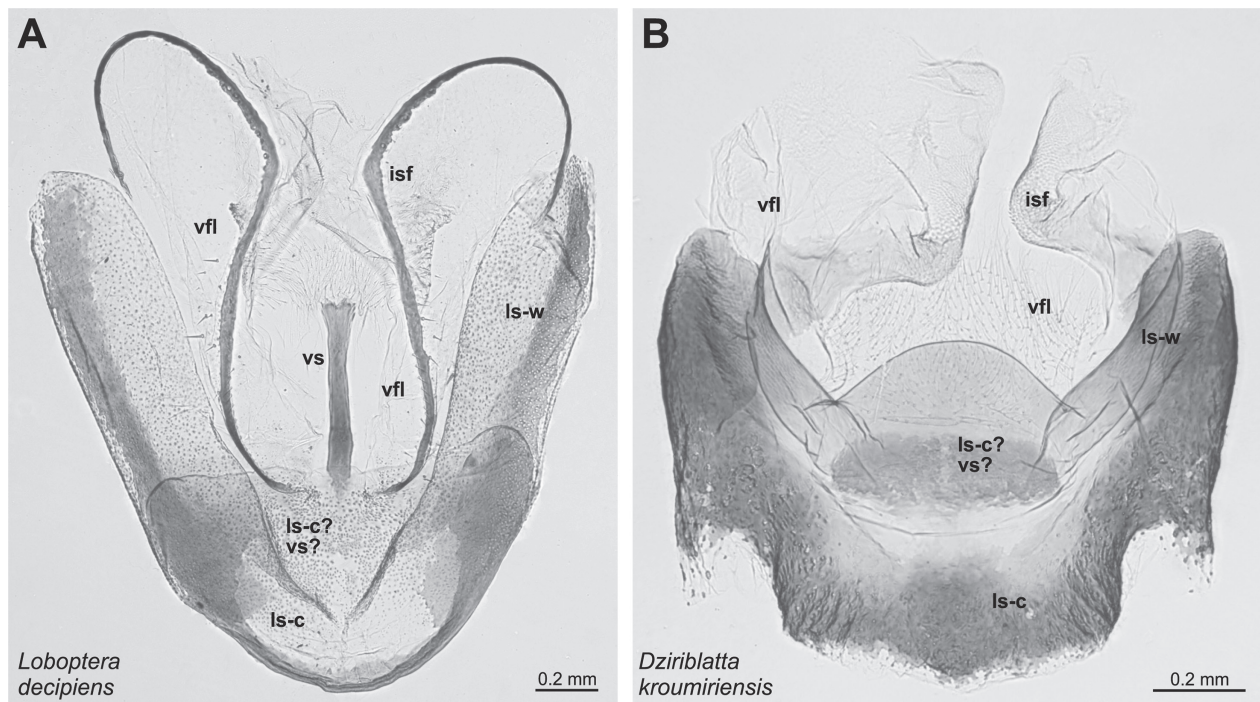 A
isf
vfl
ls-w
vs
vfl
ls-c?
vs?
ls-c
Loboptera
decipiens
0.2 mm
B
vfl
isf
vfl
ls-w
ls-c?
vs?
ls-c
Dziriblatta
kroumiriensis
0.2 mm